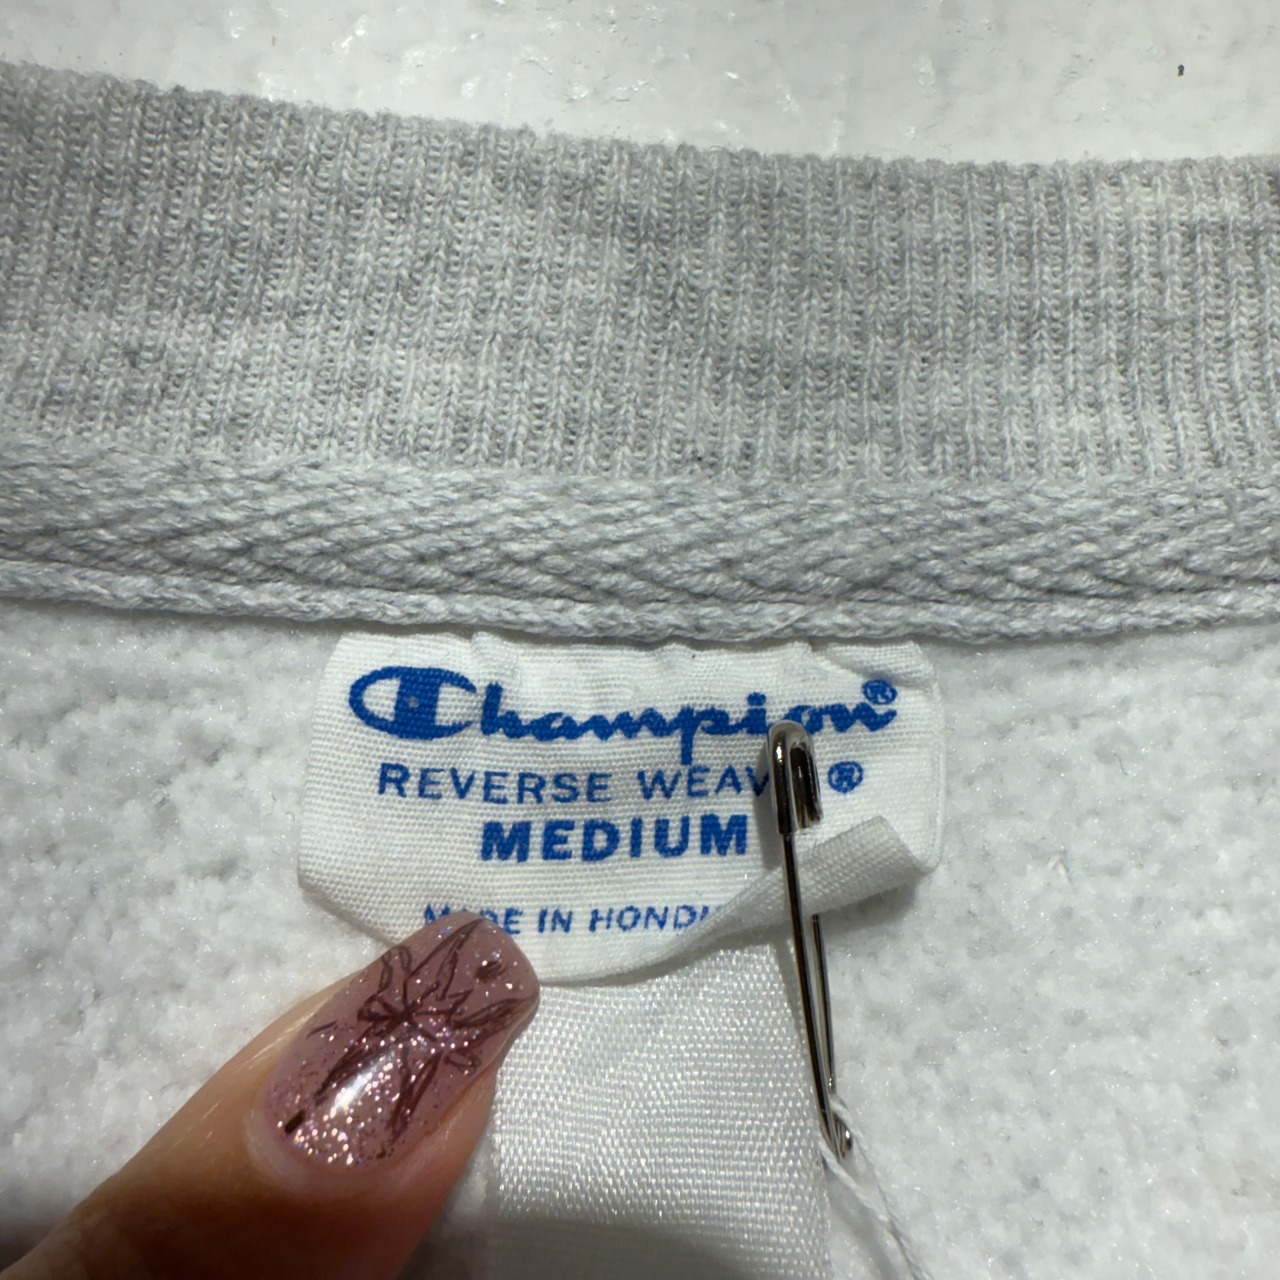 Champion®
REVERSE WEAV ®
MEDIUM
MADE IN HONDU